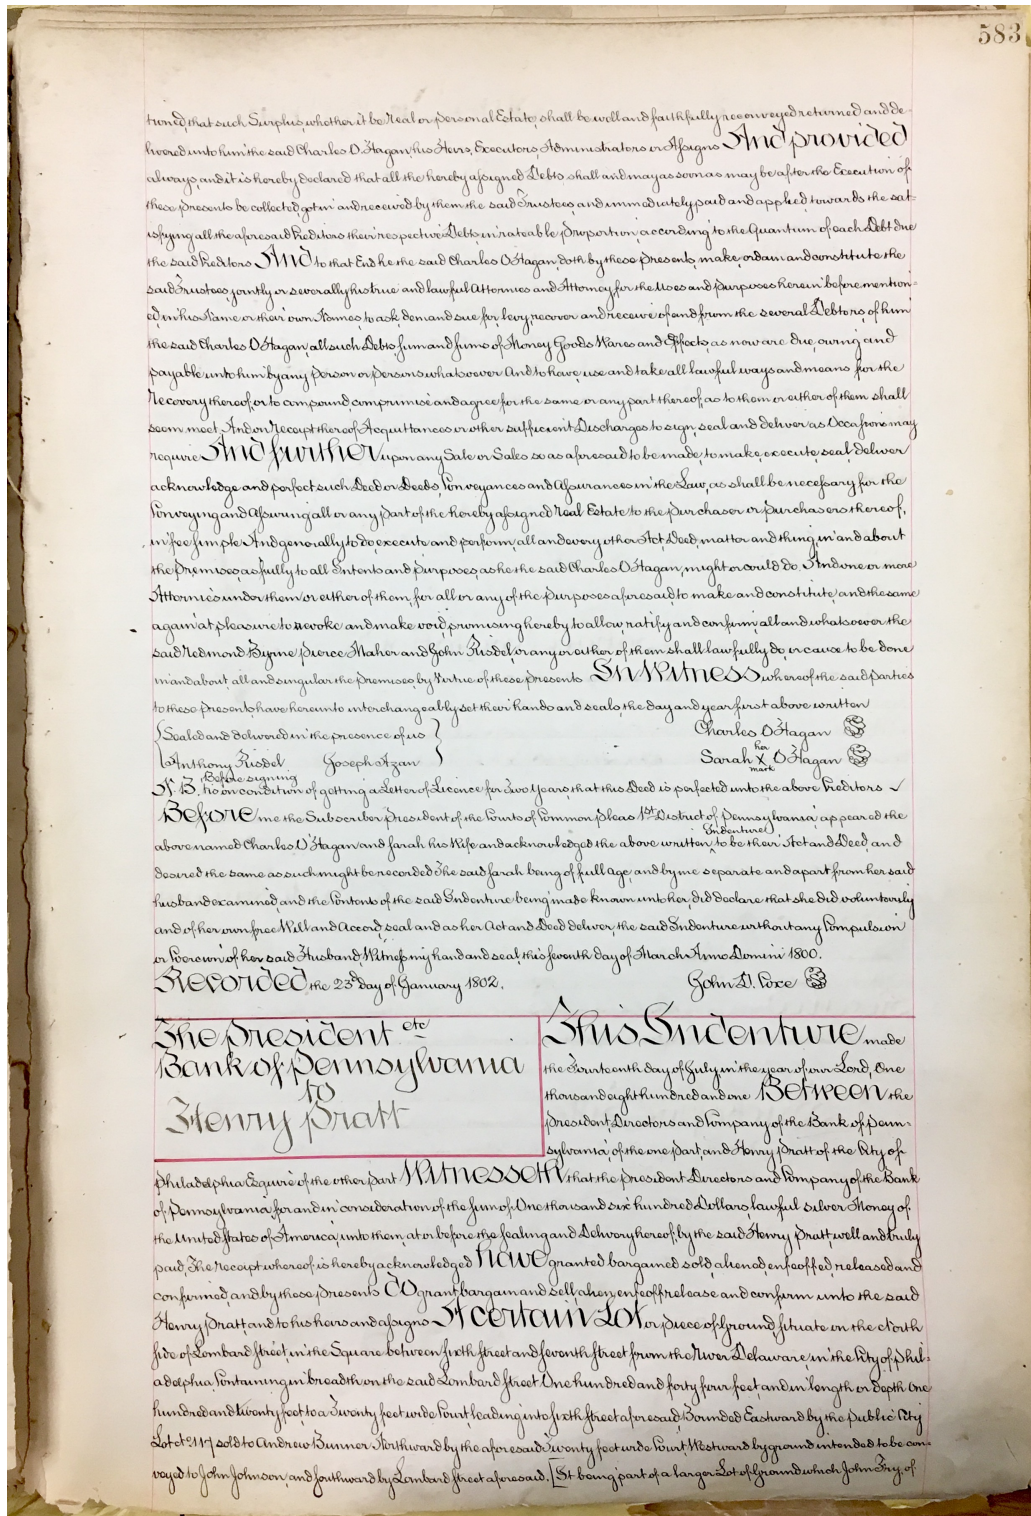 583
turned, that such Surplus, whether it be Real or personal Estate, shall be well and faithfully reconveyed returned and de-
livered unto him the said Charles O'Hagan, his Heirs, Executors, Administrators or Assigns And provided
always, and it is hereby declared that all the hereby assigned Debts shall and may as soon as may be after the Execution of
these presents be collected, got in and received by them the said Trustees, and immediately paid and applied towards the sat-
isfying all the aforesaid Creditors their respective Debts, in rateable proportion, according to the Quantum of each Debt due
the said Creditors And to that End he the said Charles O'Hagan, doth by these presents, make, ordain and constitute the
said Trustees, jointly or severally his true and lawful Attornies and Attorney for the Uses and purposes herein before mention-
ed, in his Name or their own Names, to ask, demand sue for, levy, recover and receive of and from the several Debtors, of him
the said Charles O'Hagan, all such Debts, sum and sums of Money Goods Wares and Effects, as now are due, owing and
payable unto him by any person or persons whatsoever And to have, use and take all lawful ways and means for the
Recovery thereof, or to compound, compromise and agree for the same or any part thereof, as to them or either of them shall
seem meet, And on Receipt thereof Acquittances or other sufficient Discharges to sign, seal and deliver as Occasions may
require And further upon any Sale or Sales so as aforesaid to be made, to make, execute, seal, deliver
acknowledge and perfect such Deed or Deeds, Conveyances and Assurances in the Law, as shall be necessary for the
Conveying and Assuring all or any part of the hereby assigned Real Estate to the purchaser or purchasers thereof,
in fee simple And generally to do, execute and perform, all and every other Act, Deed, matter and thing, in and about
the premises, as fully to all Intents and purposes, as he the said Charles O'Hagan, might or could do. And one or more
Attornies under them or either of them, for all or any of the purposes aforesaid to make and constitute, and the same
again at pleasure to revoke and make void, promising hereby to allow, ratify and confirm, all and whatsoever the
said Redmond Byrne Pierce Maher and John Risdel, or any or either of them shall lawfully do, or cause to be done
in and about, all and singular the premises, by Virtue of these presents In Witness whereof the said parties
to these presents, have hereunto interchangeably set their hands and seals, the day and year first above written
Sealed and delivered in the presence of us Charles O'Hagan
Anthony Risdel Joseph Azan Sarah her X mark O'Hagan
Before signing
N.B. tis on condition of getting a Letter of Licence for Two Years, that this Deed is perfected unto the above Creditors
Before me the Subscriber President of the Courts of Common pleas 1st District of Pennsylvania, appeared the
Indenture
above named Charles O'Hagan and Sarah his Wife and acknowledged the above written ^ to be their Act and Deed, and
desired the same as such might be recorded The said Sarah being of full Age, and by me separate and apart from her said
husband examined, and the Contents of the said Indenture being made known unto her, did declare that she did voluntarily
and of her own free Will and Accord, seal and as her Act and Deed deliver, the said Indenture without any Compulsion
or Coercion of her said Husband, Witness my hand and seal, this seventh day of March Anno Domini 1800.
Recorded the 23d day of January 1802. John D. Coxe
The President etc
Bank of Pennsylvania
to
Henry Pratt
This Indenture made
the Fourteenth day of July in the year of our Lord, One
thousand eight hundred and one Between the
president, Directors and Company of the Bank of Penn-
sylvania, of the one part, and Henry Pratt of the City of
Philadelphia Esquire of the other part Witnesseth that the president Directors and Company of the Bank
of Pennsylvania for and in consideration of the sum of One thousand six hundred Dollars, lawful silver Money of
the United States of America, unto them, at or before the sealing and Delivery hereof, by the said Henry Pratt, well and truly
paid, The receipt whereof is hereby acknowledged have granted bargained sold, aliened, enfeoffed, released and
confirmed, and by these presents Do grant, bargain and sell, alien, enfeoff release and confirm unto the said
Henry Pratt, and to his heirs and assigns A certain Lot or piece of Ground, situate on the North
side of Lombard street, in the Square between sixth street and seventh street from the River Delaware, in the City of Phil-
adelphia. Containing in breadth on the said Lombard street One hundred and forty four feet, and in length or depth One
hundred and twenty feet to a Twenty feet wide Court leading into sixth street aforesaid Bounded Eastward by the public City
Lot No. 117 sold to Andrew Bunner Northward by the aforesaid Twenty feet wide Court, Westward by ground intended to be con-
veyed to John Johnson, and southward by Lombard street aforesaid. [It being part of a larger Lot of Ground which John Fry, of